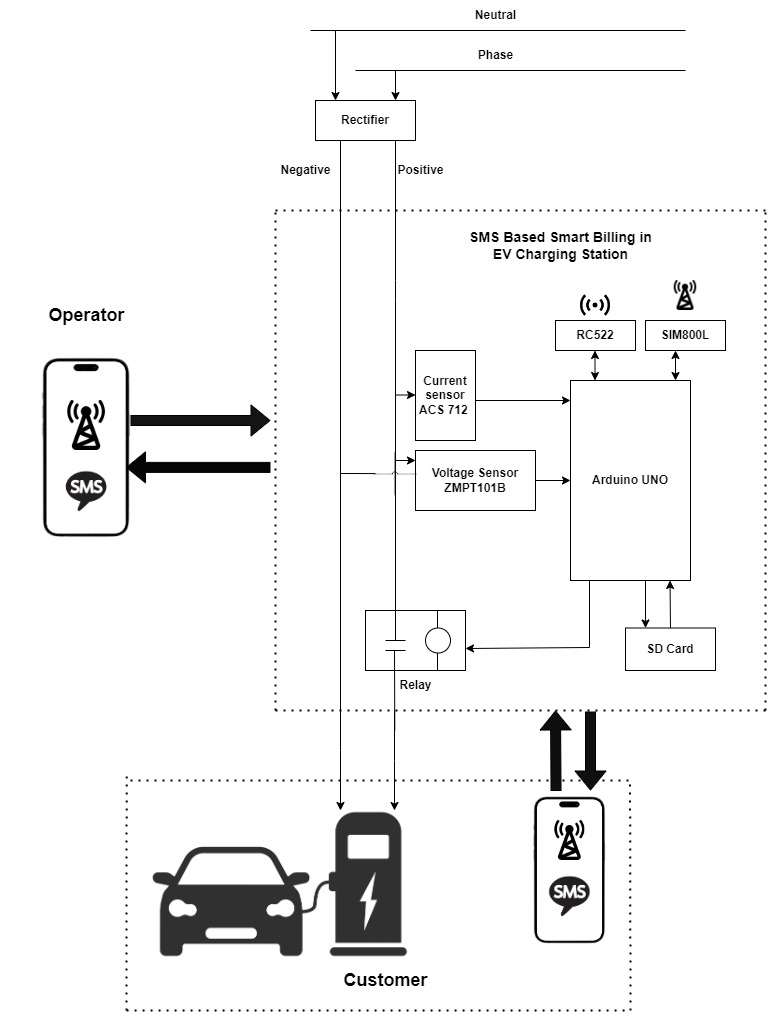 Neutral
Phase
Rectifier
Negative
Positive
SMS Based Smart Billing in
EV Charging Station
Operator
RC522
SIM800L
Current
sensor
ACS 712
Voltage Sensor
ZMPT101B
Arduino UNO
SMS
SD Card
Relay
SMS
Customer